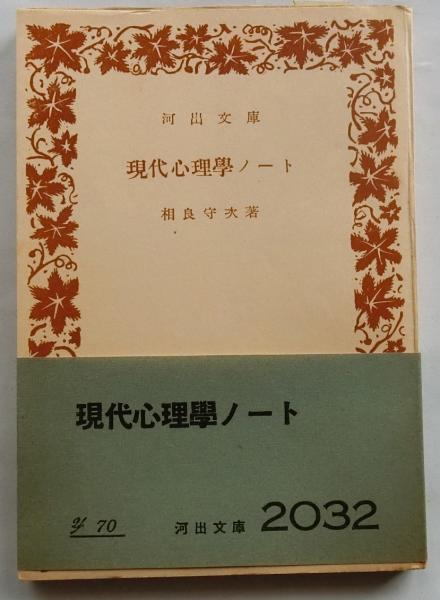 河出文庫
現代心理學ノート
相良守次著
現代心理學ノート
¥ 70
河出文庫 2032